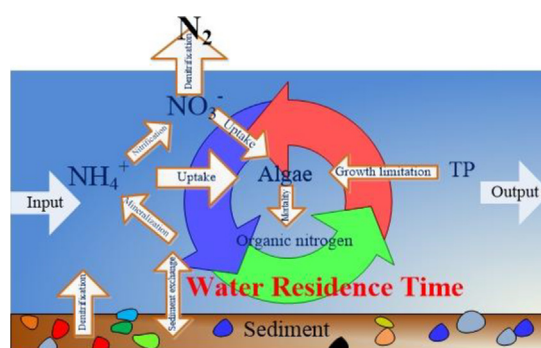 N₂
Denitrification
NO₃⁻
Nitrification
Uptake
NH₄⁺
Uptake
Algae
Growth limitation
TP
Input
Output
Mineralization
Mortality
Organic nitrogen
Sediment exchange
Water Residence Time
Denitrification
Sediment